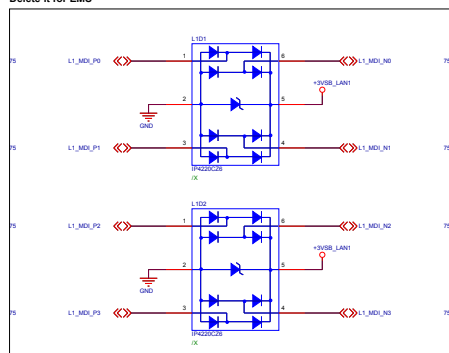 Delete it for EMS
L1D1
75 L1_MDI_P0 1 6 L1_MDI_N0 75
+3VSB_LAN1
2 5
GND
75 L1_MDI_P1 3 4 L1_MDI_N1 75
IP4220CZ6
/X
L1D2
75 L1_MDI_P2 1 6 L1_MDI_N2 75
+3VSB_LAN1
2 5
GND
75 L1_MDI_P3 3 4 L1_MDI_N3 75
IP4220CZ6
/X